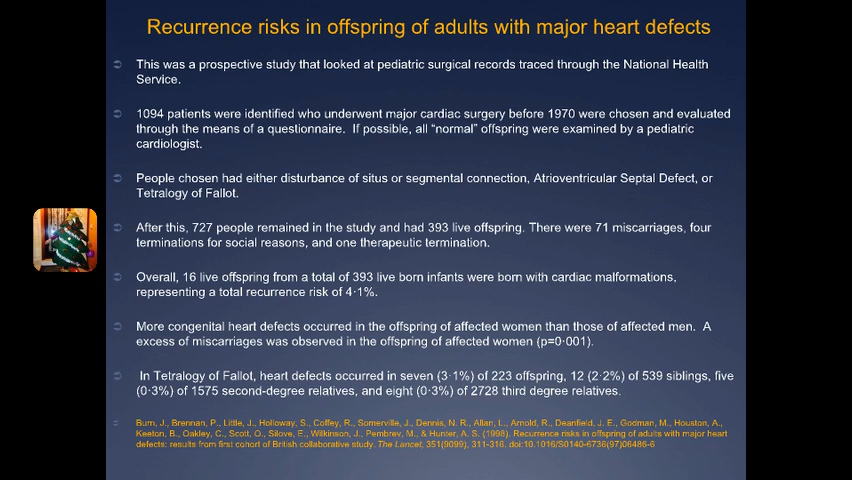 Recurrence risks in offspring of adults with major heart defects
This was a prospective study that looked at pediatric surgical records traced through the National Health
Service.
1094 patients were identified who underwent major cardiac surgery before 1970 were chosen and evaluated
through the means of a questionnaire. If possible, all “normal” offspring were examined by a pediatric
cardiologist.
People chosen had either disturbance of situs or segmental connection, Atrioventricular Septal Defect, or
Tetralogy of Fallot.
After this, 727 people remained in the study and had 393 live offspring. There were 71 miscarriages, four
terminations for social reasons, and one therapeutic termination.
Overall, 16 live offspring from a total of 393 live born infants were born with cardiac malformations,
representing a total recurrence risk of 4·1%.
More congenital heart defects occurred in the offspring of affected women than those of affected men. A
excess of miscarriages was observed in the offspring of affected women (p=0·001).
In Tetralogy of Fallot, heart defects occurred in seven (3·1%) of 223 offspring, 12 (2·2%) of 539 siblings, five
(0·3%) of 1575 second-degree relatives, and eight (0·3%) of 2728 third degree relatives.
Burn, J., Brennan, P., Little, J., Holloway, S., Coffey, R., Somerville, J., Dennis, N. R., Allan, L., Arnold, R., Deanfield, J. E., Godman, M., Houston, A.,
Keeton, B., Oakley, C., Scott, O., Silove, E., Wilkinson, J., Pembrey, M., & Hunter, A. S. (1998). Recurrence risks in offspring of adults with major heart
defects: results from first cohort of British collaborative study. The Lancet, 351(9099), 311-316. doi:10.1016/S0140-6736(97)06486-6